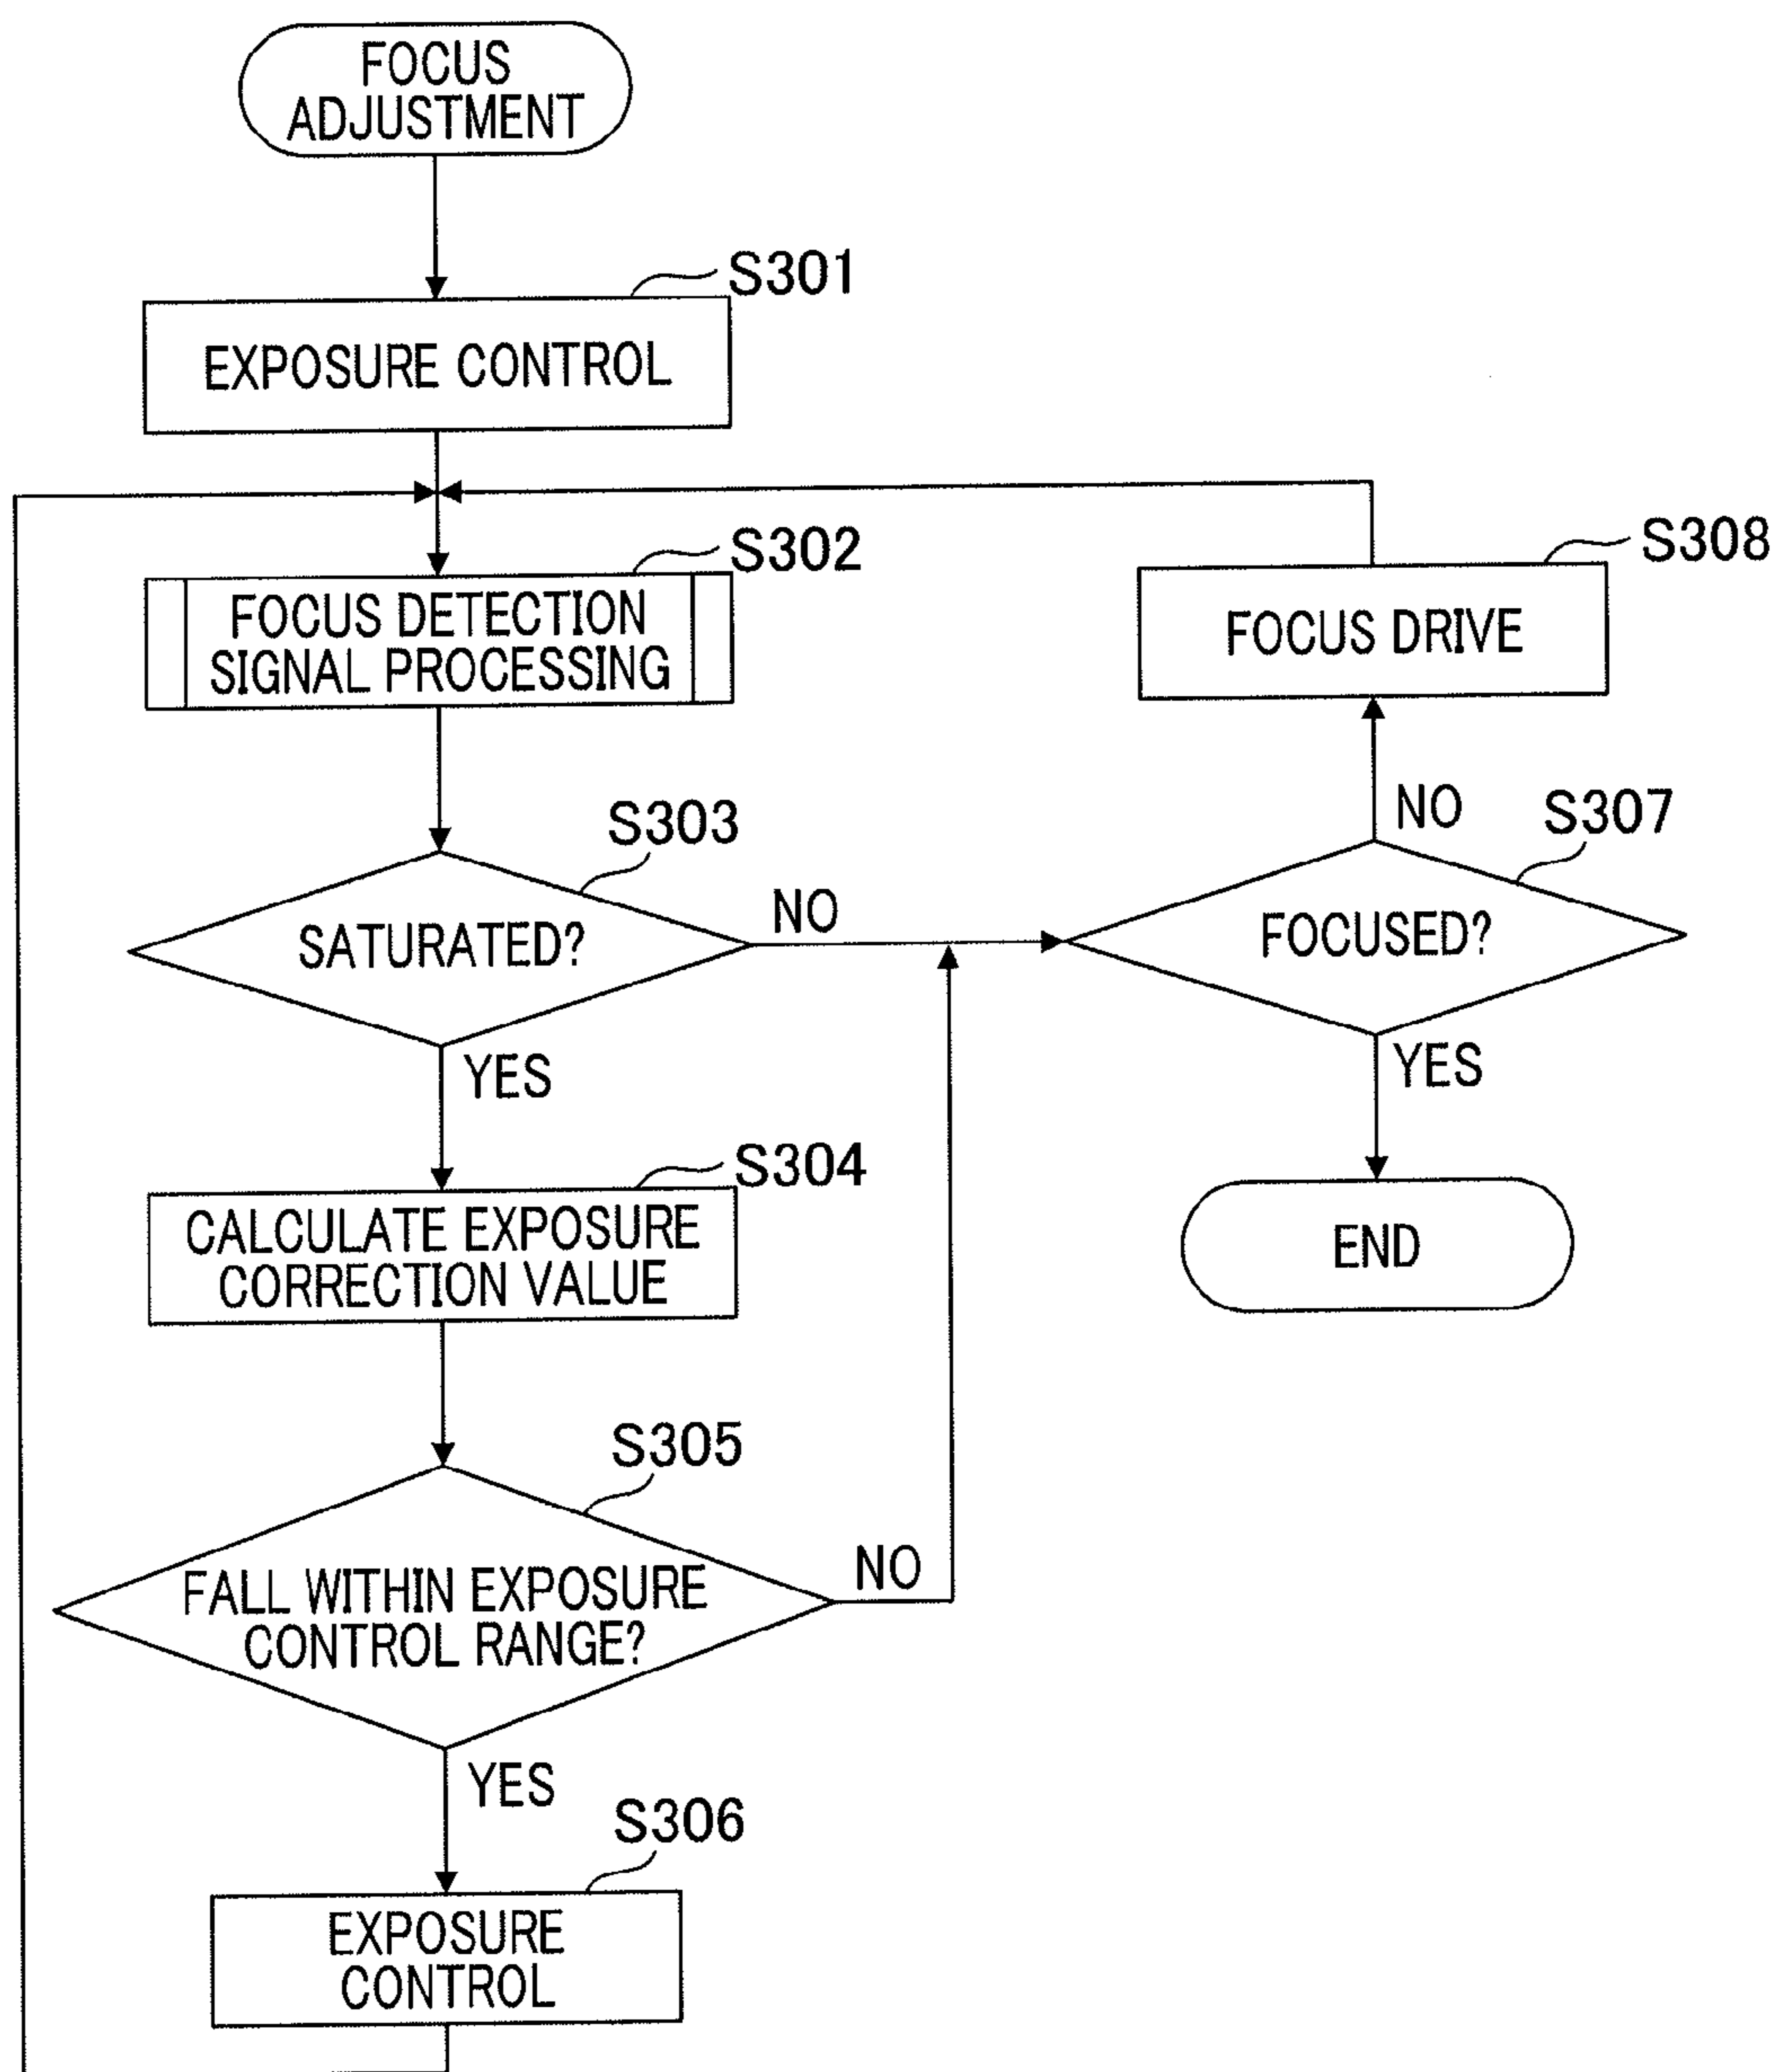 FOCUS
ADJUSTMENT
S301
EXPOSURE CONTROL
S302
FOCUS DETECTION
SIGNAL PROCESSING
S303
SATURATED?
NO
YES
S304
CALCULATE EXPOSURE
CORRECTION VALUE
S305
FALL WITHIN EXPOSURE
CONTROL RANGE?
NO
YES
S306
EXPOSURE
CONTROL
S307
FOCUSED?
NO
YES
S308
FOCUS DRIVE
END